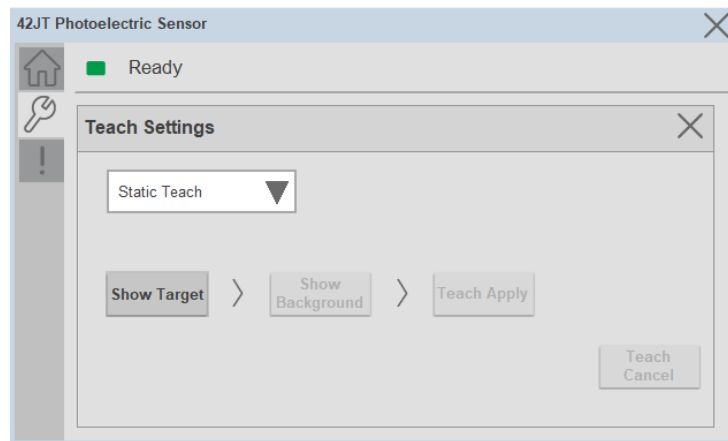 42JT Photoelectric Sensor
Ready
Teach Settings
Static Teach
Show Target
Show
Background
Teach Apply
Teach
Cancel